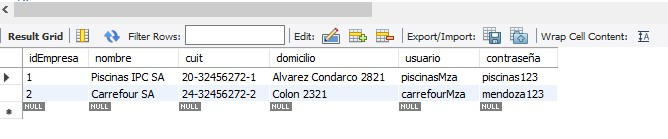 Result Grid Filter Rows: Edit: Export/Import: Wrap Cell Content:
idEmpresa nombre cuit domicilio usuario contraseña
1 Piscinas IPC SA 20-32456272-1 Alvarez Condarco 2821 piscinasMza piscinas123
2 Carrefour SA 24-32456272-2 Colon 2321 carrefourMza mendoza123
NULL NULL NULL NULL NULL NULL